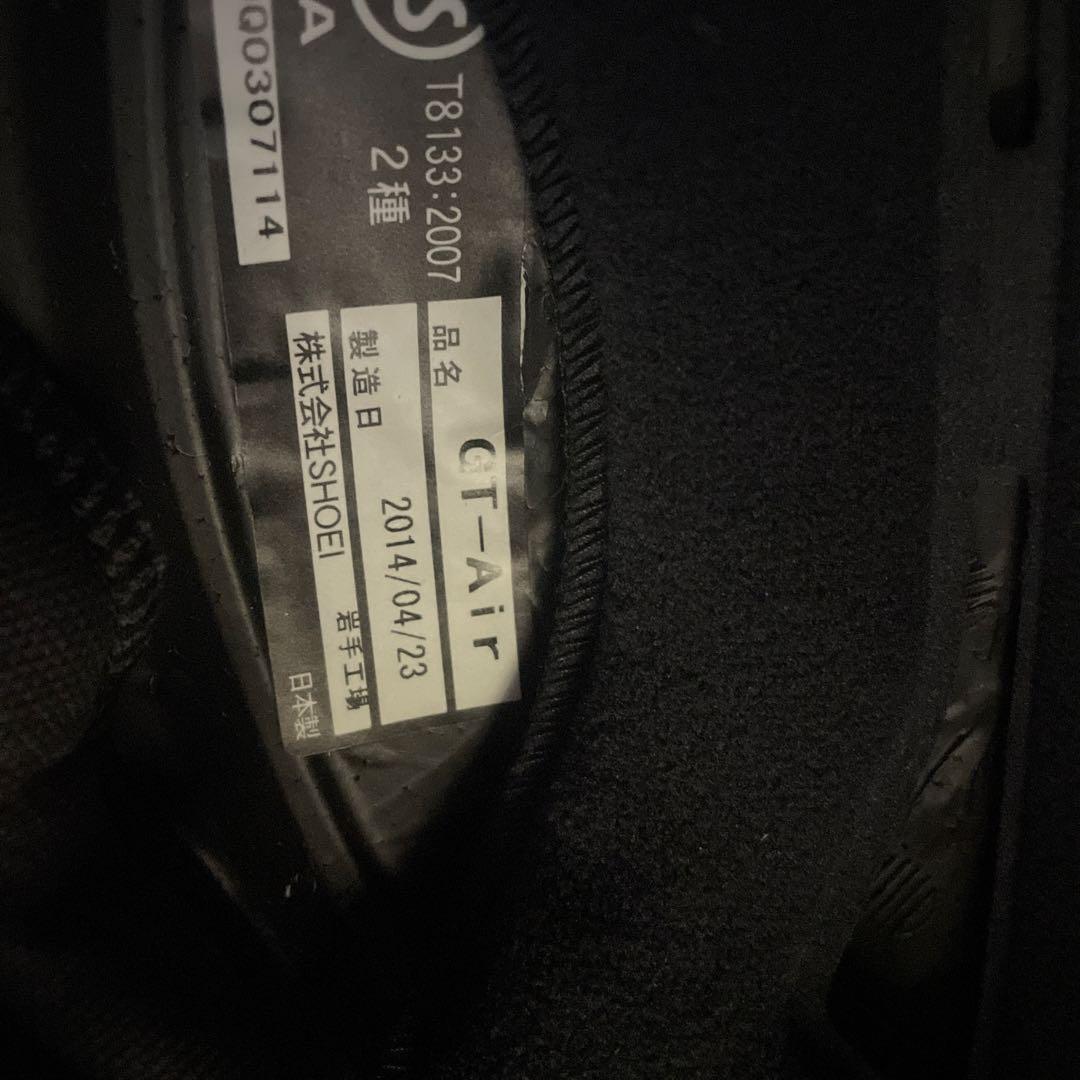 T8133:2007
2種
A
Q0307114
品名 GT-Air
製造日 2014/04/23
株式会社SHOEI 岩手工場
日本製